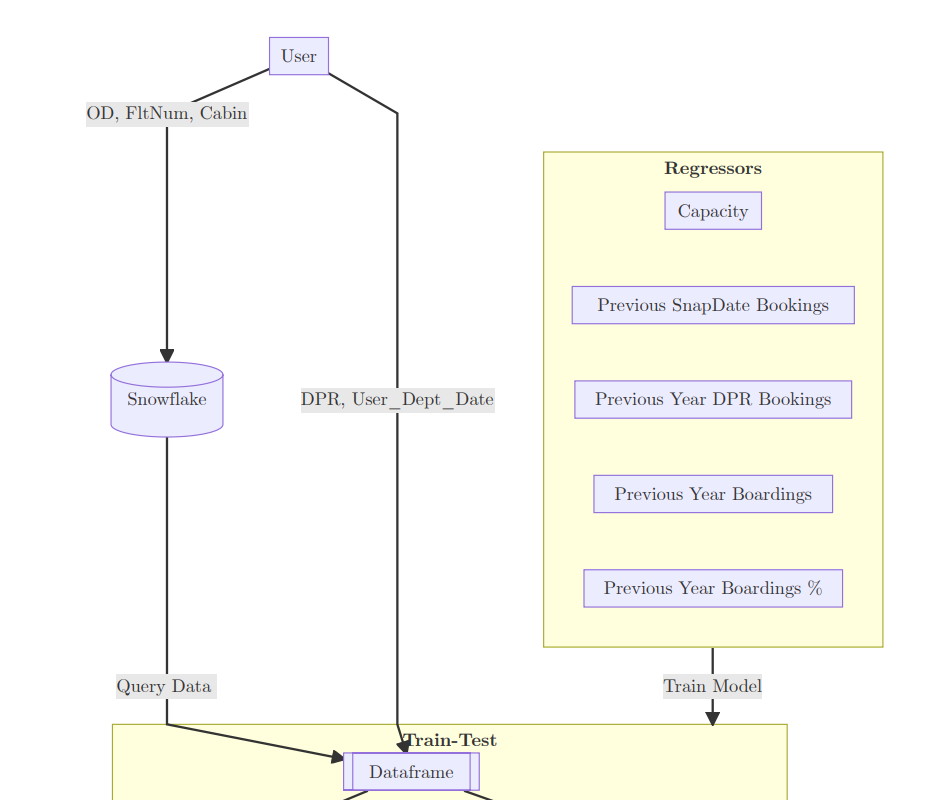 User
OD, FltNum, Cabin
Regressors
Capacity
Previous SnapDate Bookings
Snowflake
DPR, User_Dept_Date
Previous Year DPR Bookings
Previous Year Boardings
Previous Year Boardings %
Query Data
Train Model
Train-Test
Dataframe